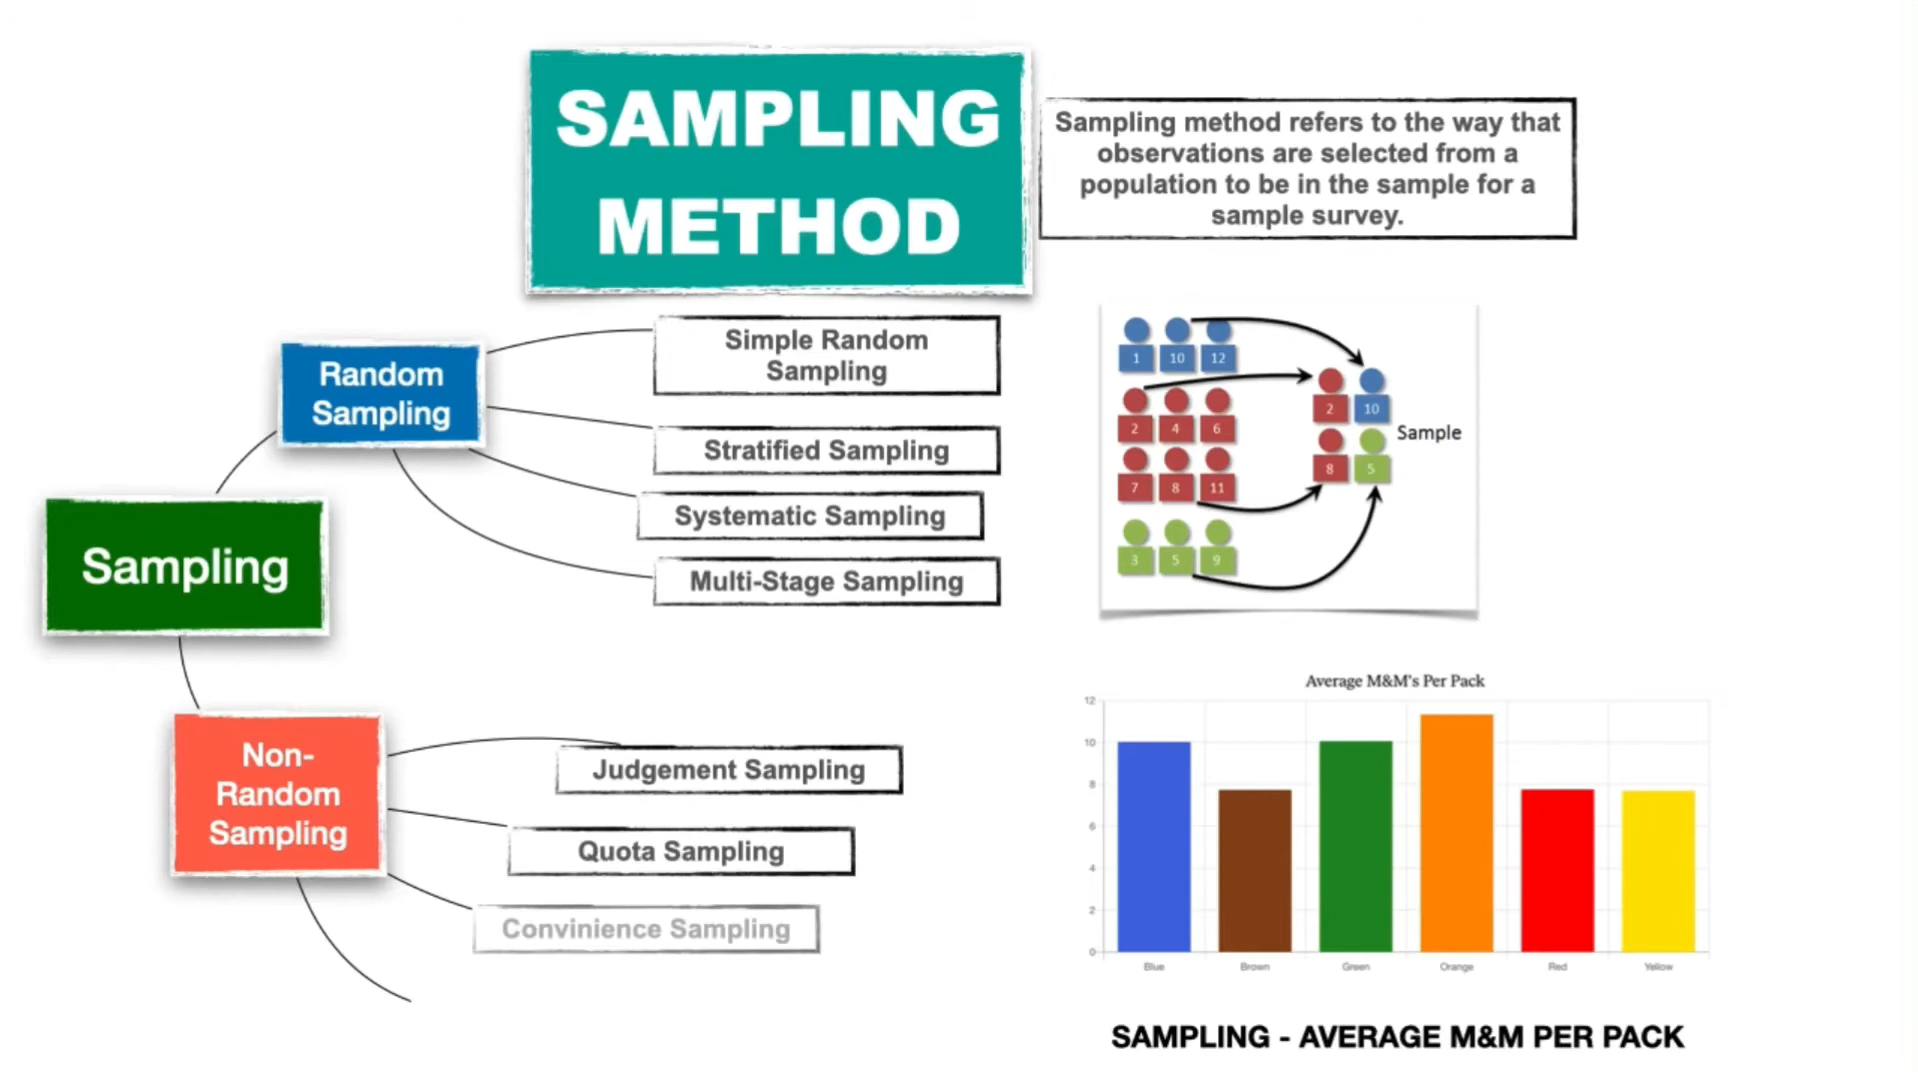 SAMPLING
METHOD
Sampling method refers to the way that
observations are selected from a
population to be in the sample for a
sample survey.
Random
Sampling
Simple Random
Sampling
Stratified Sampling
Systematic Sampling
Multi-Stage Sampling
Sampling
Non-
Random
Sampling
Judgement Sampling
Quota Sampling
Convinience Sampling
1 10 12
2 4 6
7 8 11
3 5 9
2 10
8 5
Sample
Average M&M's Per Pack
12
10
8
6
4
2
0
Blue Brown Green Orange Red Yellow
SAMPLING - AVERAGE M&M PER PACK